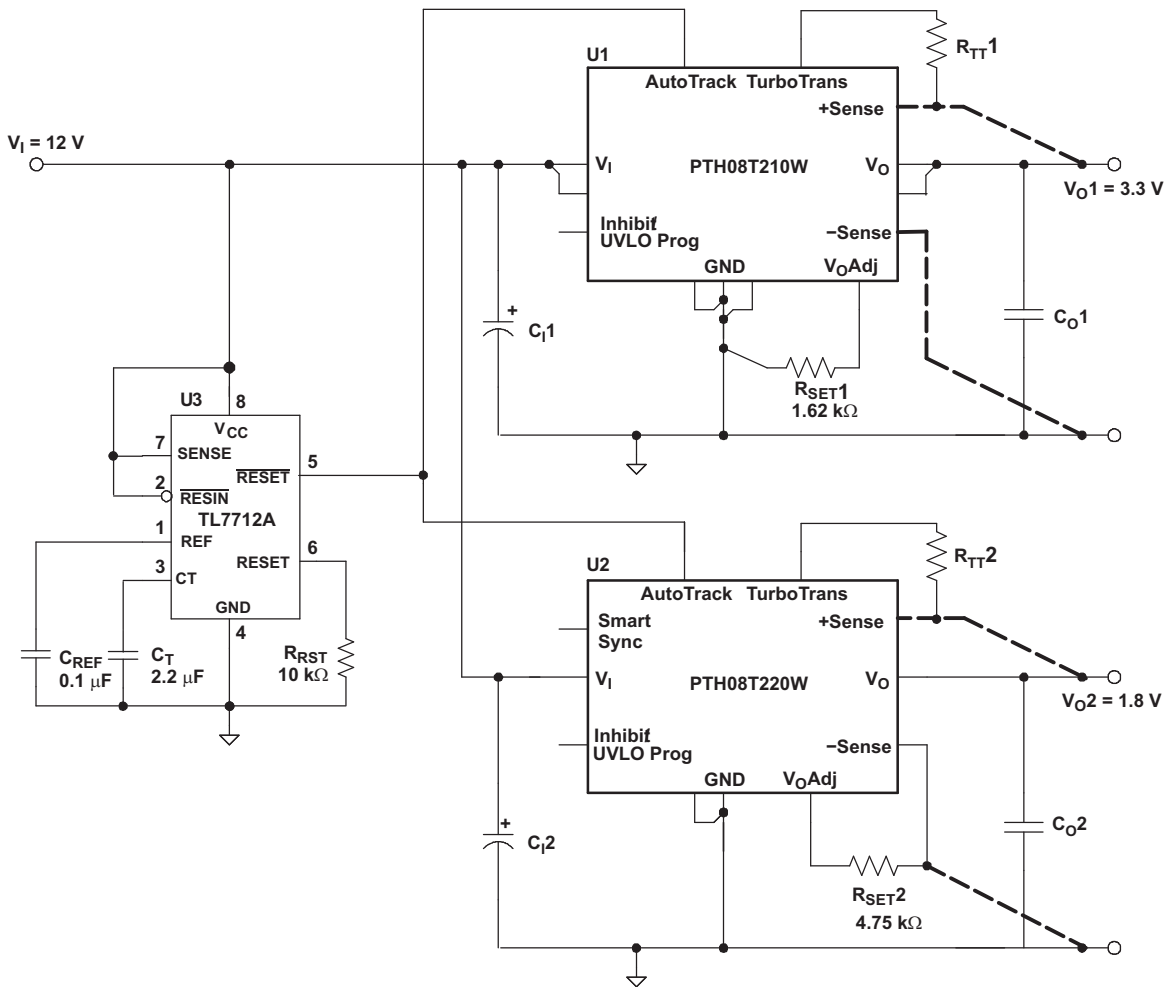 U1
R_TT1
AutoTrack TurboTrans
+Sense
V_I = 12 V
V_I
PTH08T210W
V_O
V_O1 = 3.3 V
Inhibit/
UVLO Prog
−Sense
GND
V_OAdj
+
C_I1
C_O1
R_SET1
1.62 kΩ
U3
8
V_CC
7
SENSE
5
RESET
2
RESIN
TL7712A
1
REF
RESET
6
3
CT
GND
4
C_REF
0.1 μF
C_T
2.2 μF
R_RST
10 kΩ
U2
R_TT2
AutoTrack TurboTrans
Smart
Sync
+Sense
V_I
PTH08T220W
V_O
V_O2 = 1.8 V
Inhibit/
UVLO Prog
−Sense
GND
V_OAdj
+
C_I2
C_O2
R_SET2
4.75 kΩ